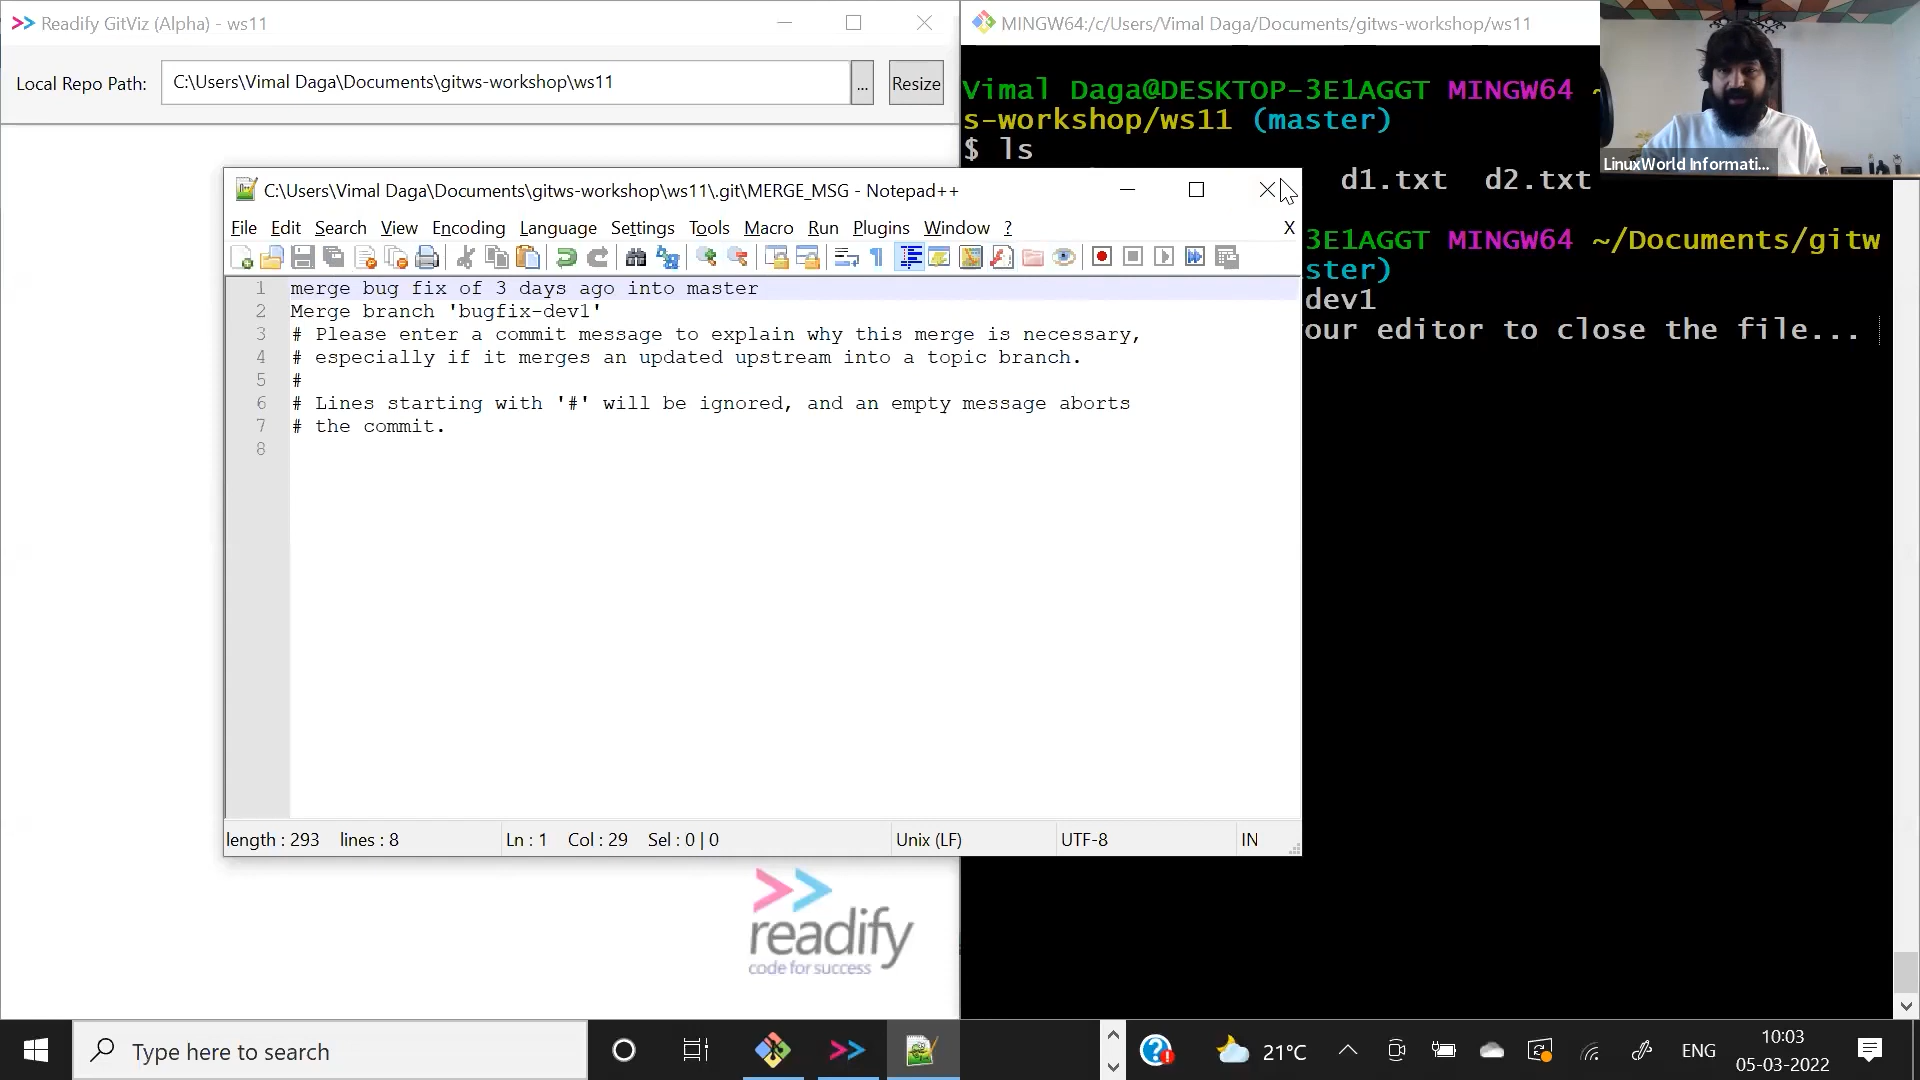 Readify GitViz (Alpha) - ws11
MINGW64:/c/Users/Vimal Daga/Documents/gitws-workshop/ws11
Local Repo Path:
C:\Users\Vimal Daga\Documents\gitws-workshop\ws11
...
Resize
Vimal Daga@DESKTOP-3E1AGGT MINGW64 ~
s-workshop/ws11 (master)
$ ls
LinuxWorld Informati...
d1.txt d2.txt
3E1AGGT MINGW64 ~/Documents/gitw
ster)
dev1
our editor to close the file...
C:\Users\Vimal Daga\Documents\gitws-workshop\ws11\.git\MERGE_MSG - Notepad++
File Edit Search View Encoding Language Settings Tools Macro Run Plugins Window ? X
1 merge bug fix of 3 days ago into master
2 Merge branch 'bugfix-dev1'
3 # Please enter a commit message to explain why this merge is necessary,
4 # especially if it merges an updated upstream into a topic branch.
5 #
6 # Lines starting with '#' will be ignored, and an empty message aborts
7 # the commit.
8
length : 293 lines : 8 Ln : 1 Col : 29 Sel : 0 | 0 Unix (LF) UTF-8 IN
readify
code for success
Type here to search
21°C
ENG
10:03
05-03-2022